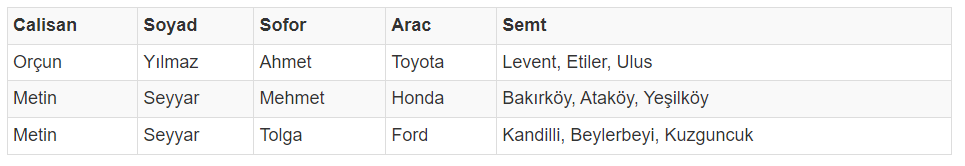 Calisan Soyad Sofor Arac Semt
Orçun Yılmaz Ahmet Toyota Levent, Etiler, Ulus
Metin Seyyar Mehmet Honda Bakırköy, Ataköy, Yeşilköy
Metin Seyyar Tolga Ford Kandilli, Beylerbeyi, Kuzguncuk